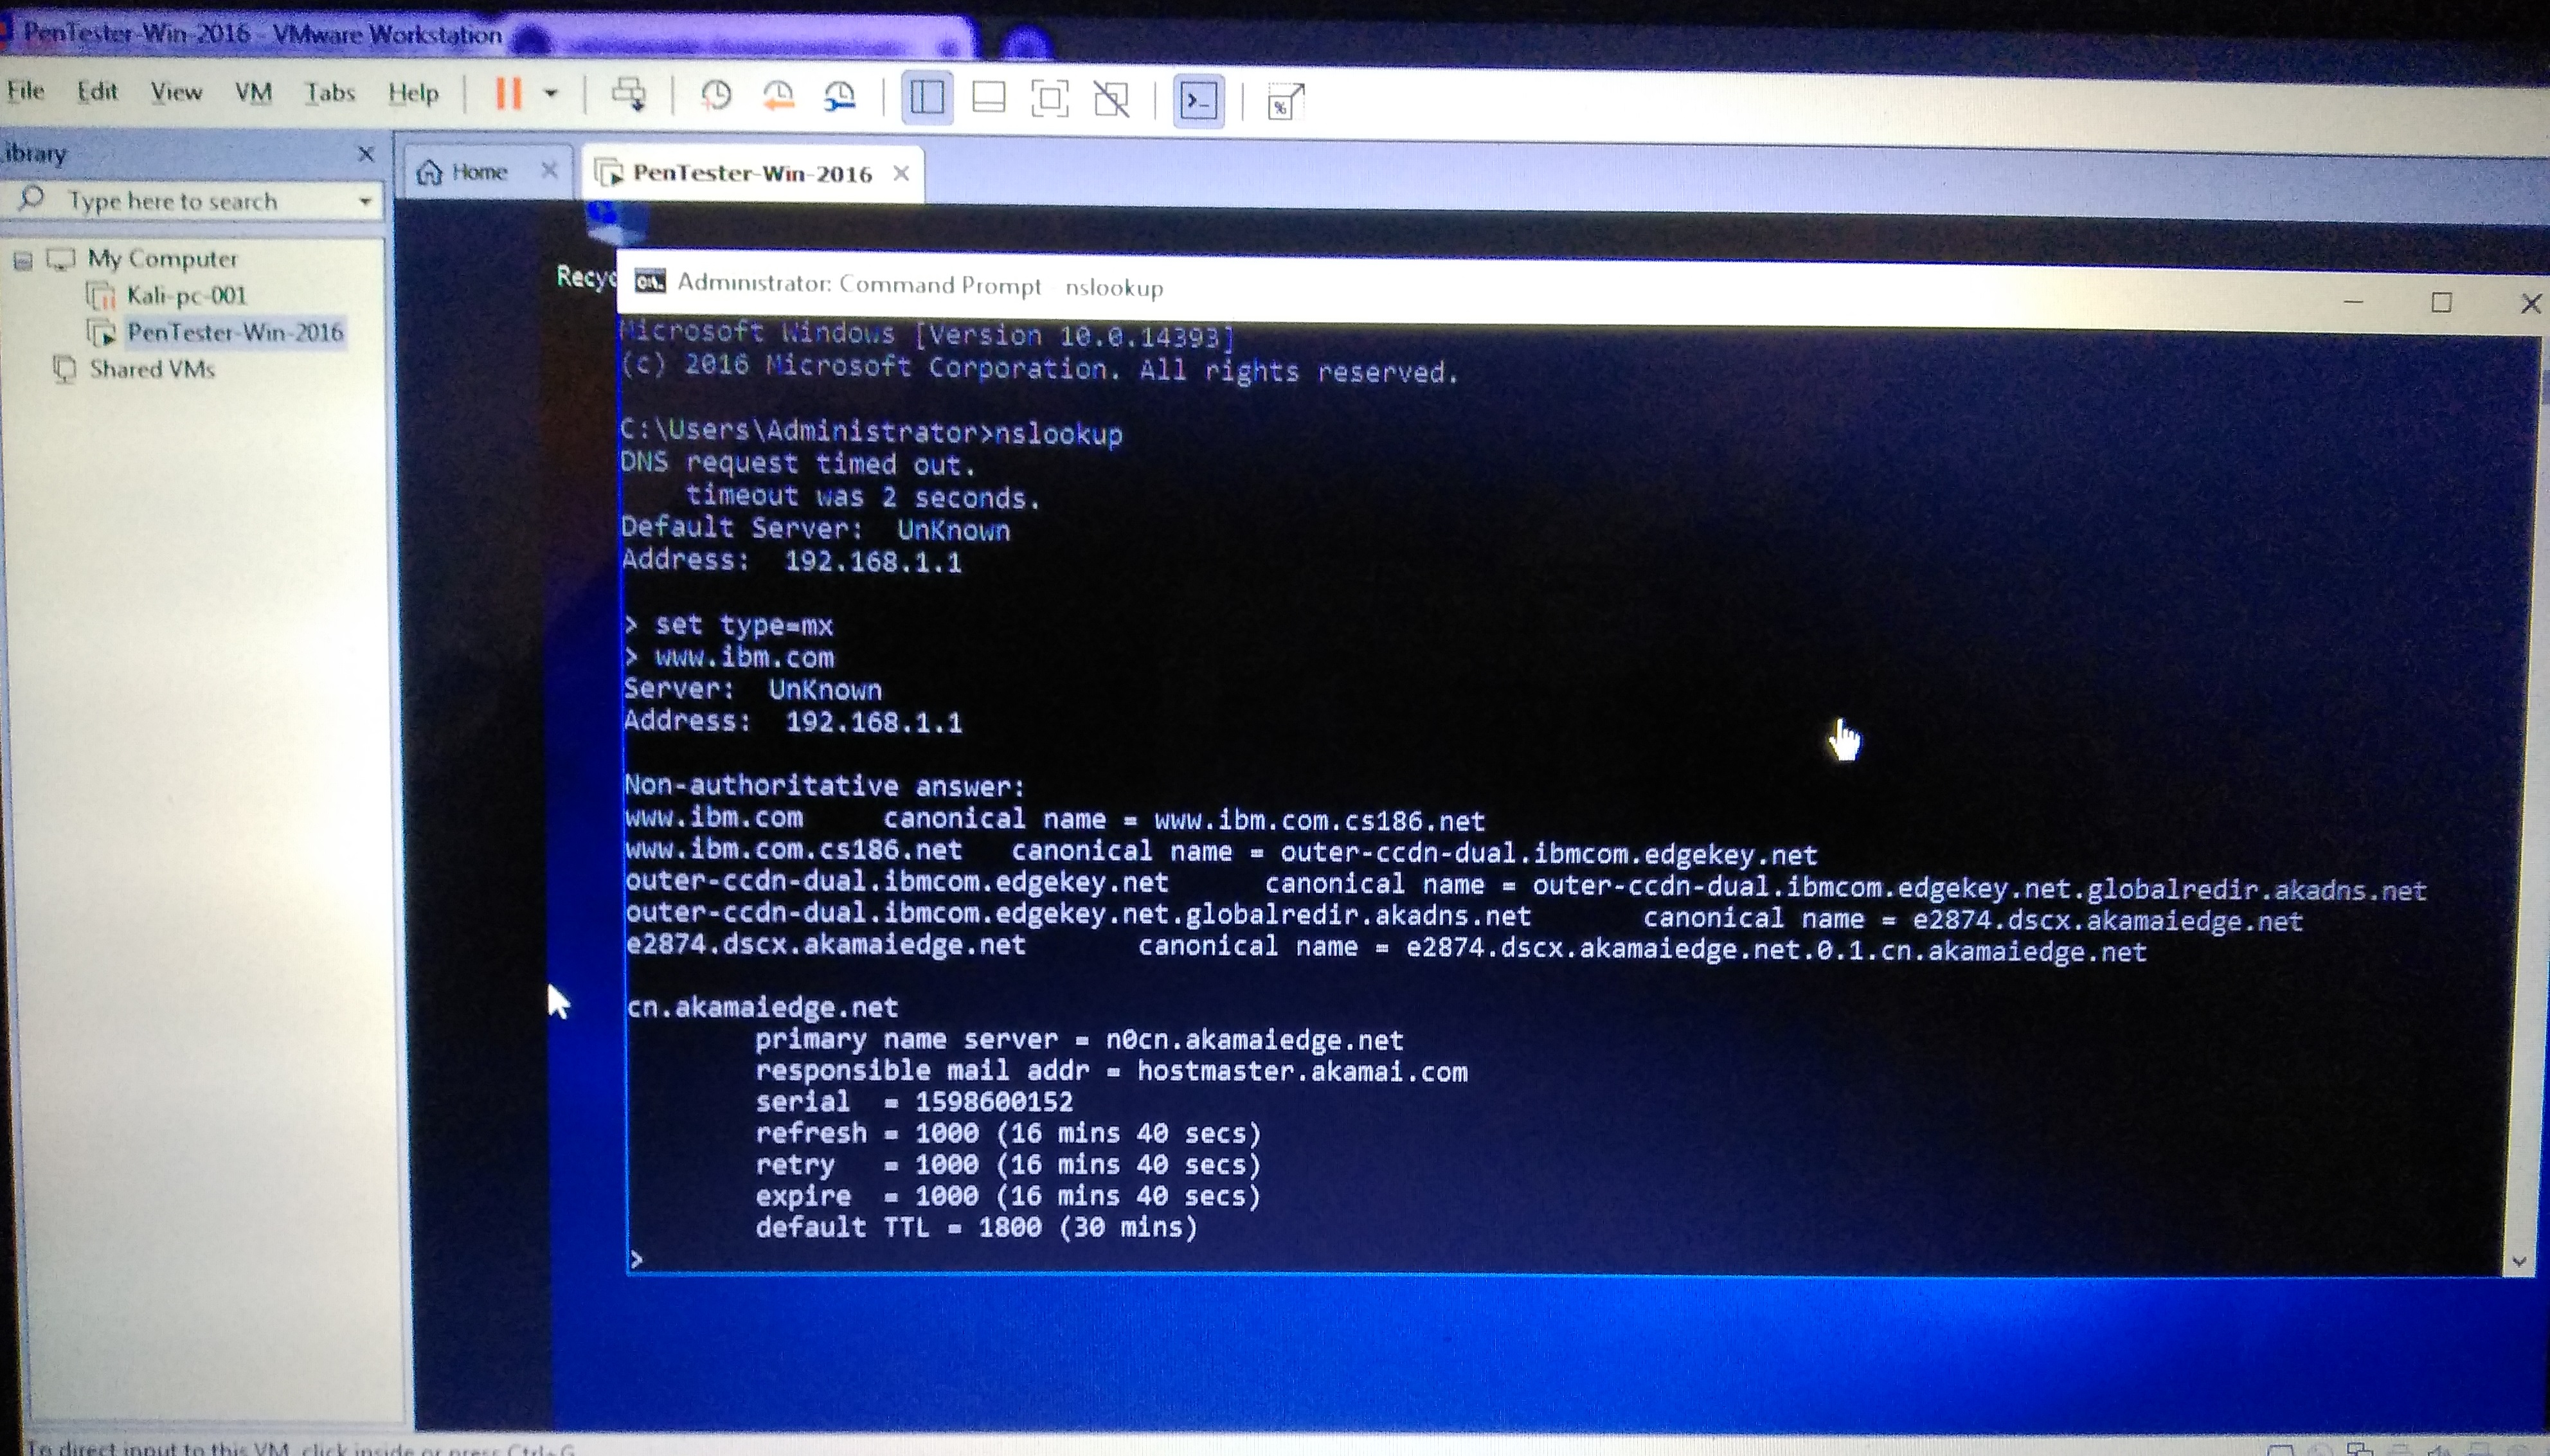 PenTester-Win-2016 - VMware Workstation
File Edit View VM Tabs Help
ibrary
Home
PenTester-Win-2016
Type here to search
My Computer
Kali-pc-001
PenTester-Win-2016
Shared VMs
Recyc
Administrator: Command Prompt - nslookup
Microsoft Windows [Version 10.0.14393]
(c) 2016 Microsoft Corporation. All rights reserved.
C:\Users\Administrator>nslookup
DNS request timed out.
timeout was 2 seconds.
Default Server: UnKnown
Address: 192.168.1.1
> set type=mx
> www.ibm.com
Server: UnKnown
Address: 192.168.1.1
Non-authoritative answer:
www.ibm.com canonical name = www.ibm.com.cs186.net
www.ibm.com.cs186.net canonical name = outer-ccdn-dual.ibmcom.edgekey.net
outer-ccdn-dual.ibmcom.edgekey.net canonical name = outer-ccdn-dual.ibmcom.edgekey.net.globalredir.akadns.net
outer-ccdn-dual.ibmcom.edgekey.net.globalredir.akadns.net canonical name = e2874.dscx.akamaiedge.net
e2874.dscx.akamaiedge.net canonical name = e2874.dscx.akamaiedge.net.0.1.cn.akamaiedge.net
cn.akamaiedge.net
primary name server = n0cn.akamaiedge.net
responsible mail addr = hostmaster.akamai.com
serial = 1598600152
refresh = 1000 (16 mins 40 secs)
retry = 1000 (16 mins 40 secs)
expire = 1000 (16 mins 40 secs)
default TTL = 1800 (30 mins)
>
To direct input to this VM, click inside or press Ctrl+G